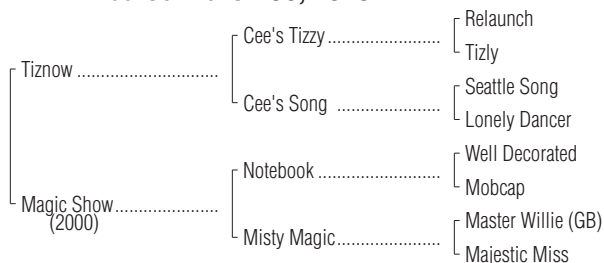 Relaunch
Cee's Tizzy ........................
Tizly
Tiznow ...............................
Seattle Song
Cee's Song ......................
Lonely Dancer
Well Decorated
Notebook ...........................
Mobcap
Magic Show.......................
(2000)
Master Willie (GB)
Misty Magic.......................
Majestic Miss